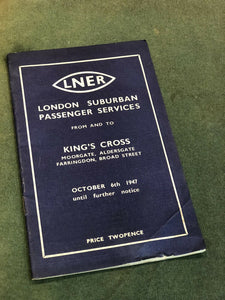 LNER
LONDON SUBURBAN
PASSENGER SERVICES
FROM AND TO
KING'S CROSS
MOORGATE, ALDERSGATE
FARRINGDON, BROAD STREET
OCTOBER 6th 1947
until further notice
PRICE TWOPENCE